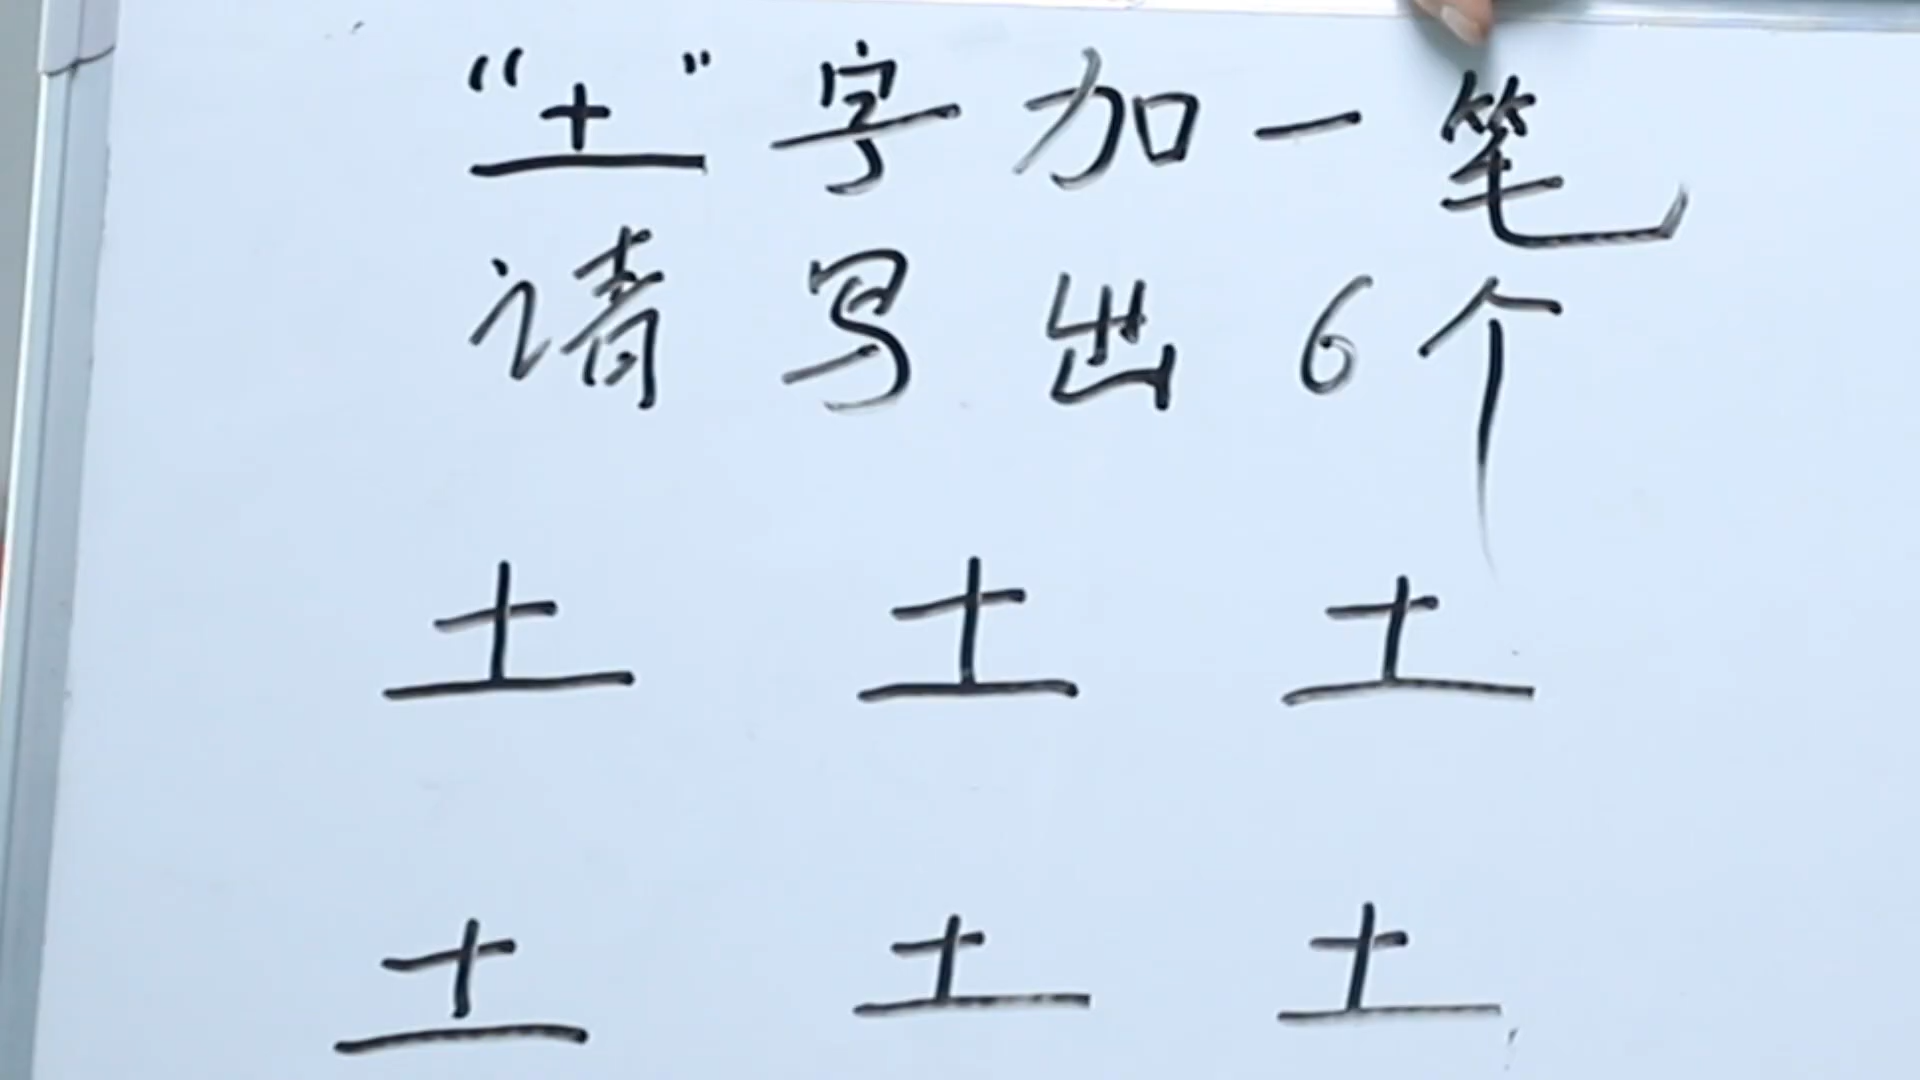 “土”字加一笔
请写出6个
土 土 土
土 土 土